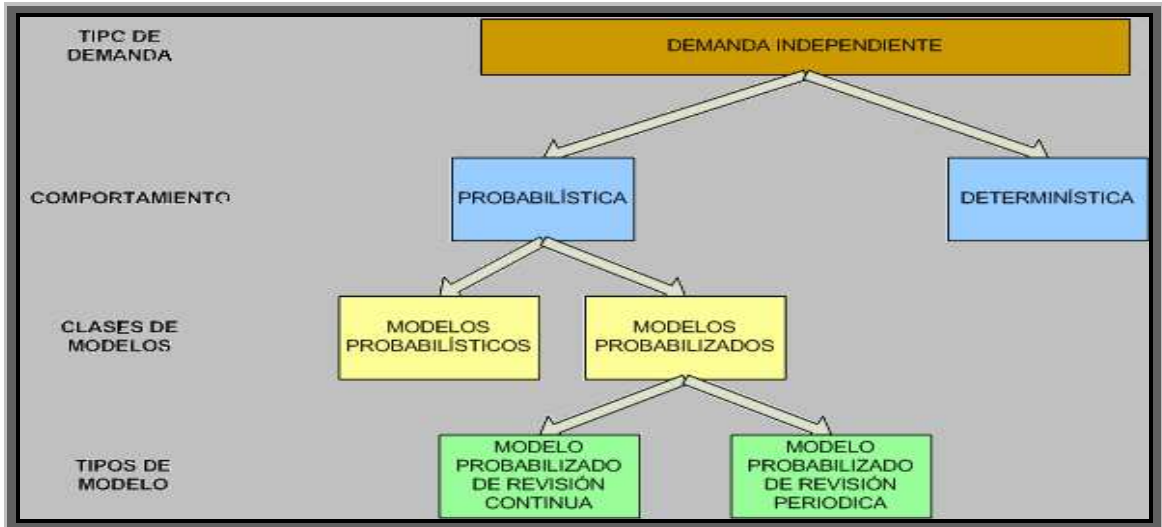 TIPC DE
DEMANDA
DEMANDA INDEPENDIENTE
COMPORTAMIENTO
PROBABILÍSTICA
DETERMINÍSTICA
CLASES DE
MODELOS
MODELOS
PROBABILÍSTICOS
MODELOS
PROBABILIZADOS
TIPOS DE
MODELO
MODELO
PROBABILIZADO
DE REVISIÓN
CONTINUA
MODELO
PROBABILIZADO
DE REVISIÓN
PERIODICA